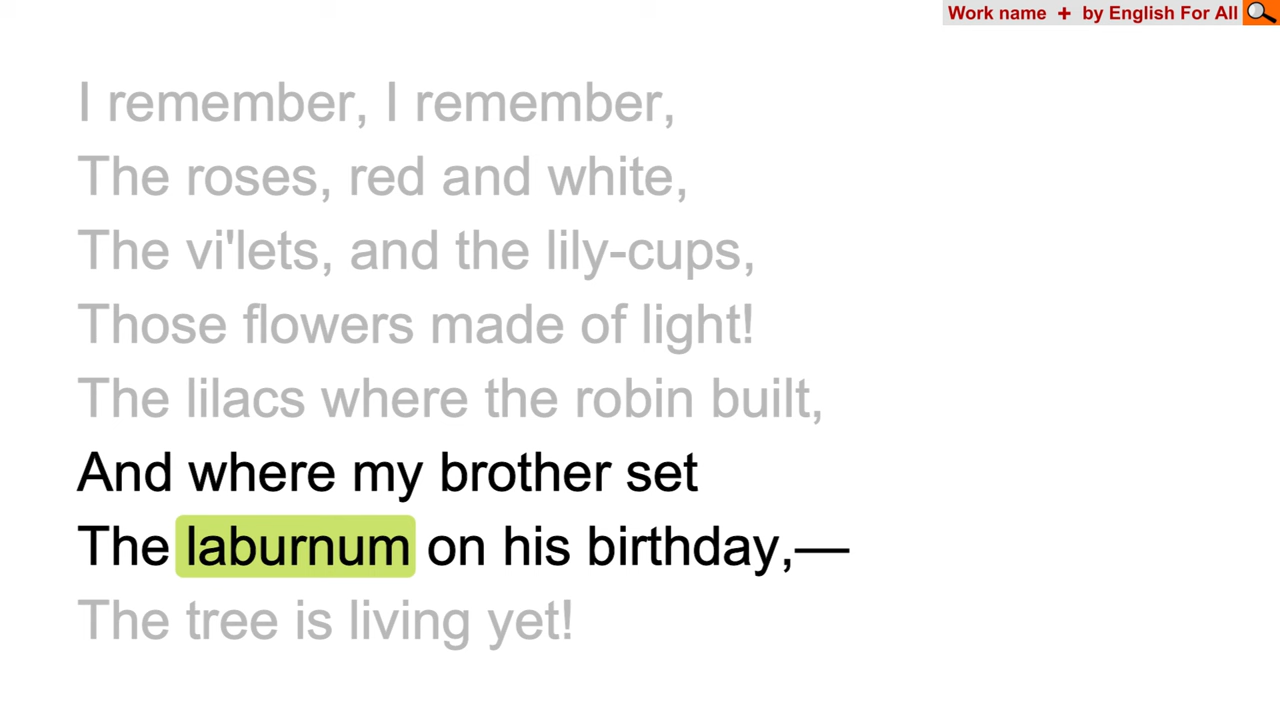 Work name + by English For All
I remember, I remember,
The roses, red and white,
The vi'lets, and the lily-cups,
Those flowers made of light!
The lilacs where the robin built,
And where my brother set
The laburnum on his birthday,—
The tree is living yet!